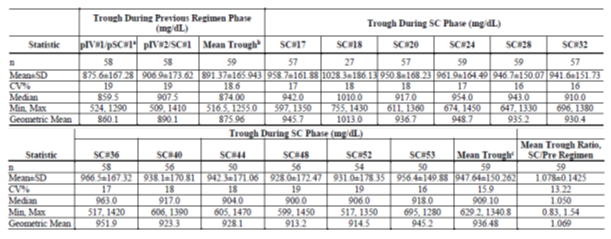 Trough During Previous Regimen Phase (mg/dL) Trough During SC Phase (mg/dL)
Statistic pIV#1/pSC#1ᵃ pIV#2/SC#1 Mean Troughᵇ SC#17 SC#18 SC#20 SC#24 SC#28 SC#32
n 58 58 59 57 27 57 59 59 56
Mean±SD 875.6±167.28 906.9±173.62 891.37±165.943 958.7±161.88 1028.3±186.13 950.8±168.23 961.9±164.49 946.7±150.07 941.6±151.73
CV% 19 19 18.6 17 18 18 17 16 16
Median 859.5 907.5 874.00 942.0 1010.0 917.0 954.0 943.0 910.0
Min, Max 524, 1290 509, 1410 516.5, 1255.0 597, 1350 755, 1430 611, 1360 674, 1450 647, 1330 696, 1380
Geometric Mean 860.1 890.1 875.96 945.7 1013.0 936.7 948.7 935.2 930.4
Trough During SC Phase (mg/dL)
Statistic SC#36 SC#40 SC#44 SC#48 SC#52 SC#53 Mean Troughᶜ Mean Trough Ratio, SC/Pre Regimen
n 58 56 50 56 54 50 59 59
Mean±SD 966.5±167.32 938.1±170.81 942.3±171.06 928.0±172.47 931.0±178.35 956.4±149.88 947.64±150.262 1.078±0.1425
CV% 17 18 18 19 19 16 15.9 13.22
Median 963.0 917.0 904.0 900.0 906.0 918.0 909.10 1.050
Min, Max 517, 1420 606, 1390 605, 1470 599, 1450 517, 1350 695, 1280 629.2, 1340.8 0.83, 1.54
Geometric Mean 951.9 923.3 928.1 913.2 914.5 945.2 936.48 1.069